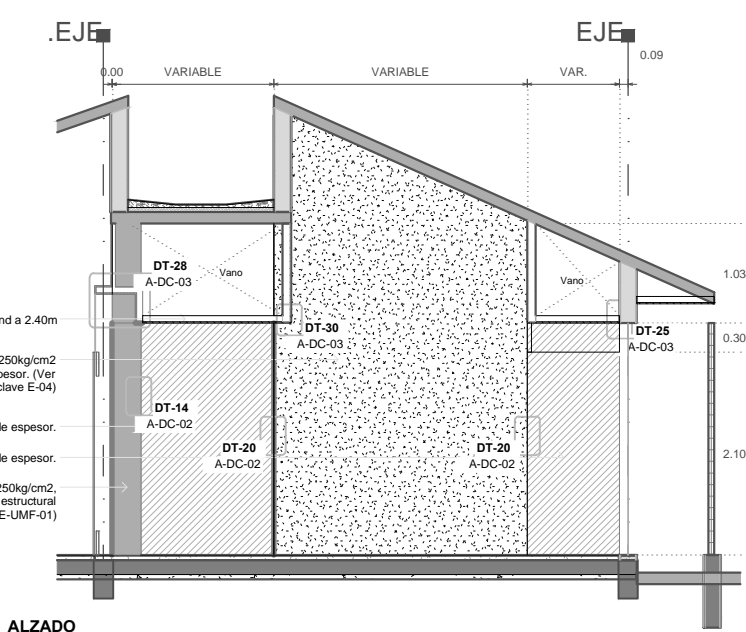 .EJE
EJE
0.09
0.00
VARIABLE
VARIABLE
VAR.
DT-28
A-DC-03
Vano
Vano
1.03
nd a 2.40m
DT-30
A-DC-03
DT-25
A-DC-03
0.30
250kg/cm2
pesor. (Ver
clave E-04)
DT-14
A-DC-02
de espesor.
DT-20
A-DC-02
DT-20
A-DC-02
2.10
de espesor.
250kg/cm2,
estructural
E-UMF-01)
ALZADO